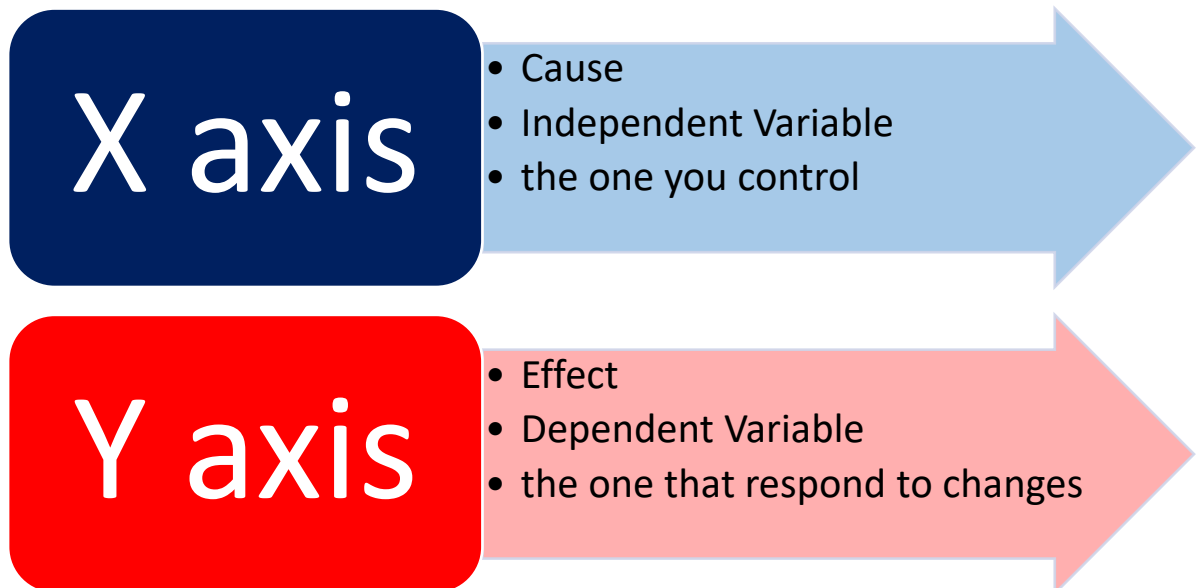 X axis
• Cause
• Independent Variable
• the one you control
Y axis
• Effect
• Dependent Variable
• the one that respond to changes